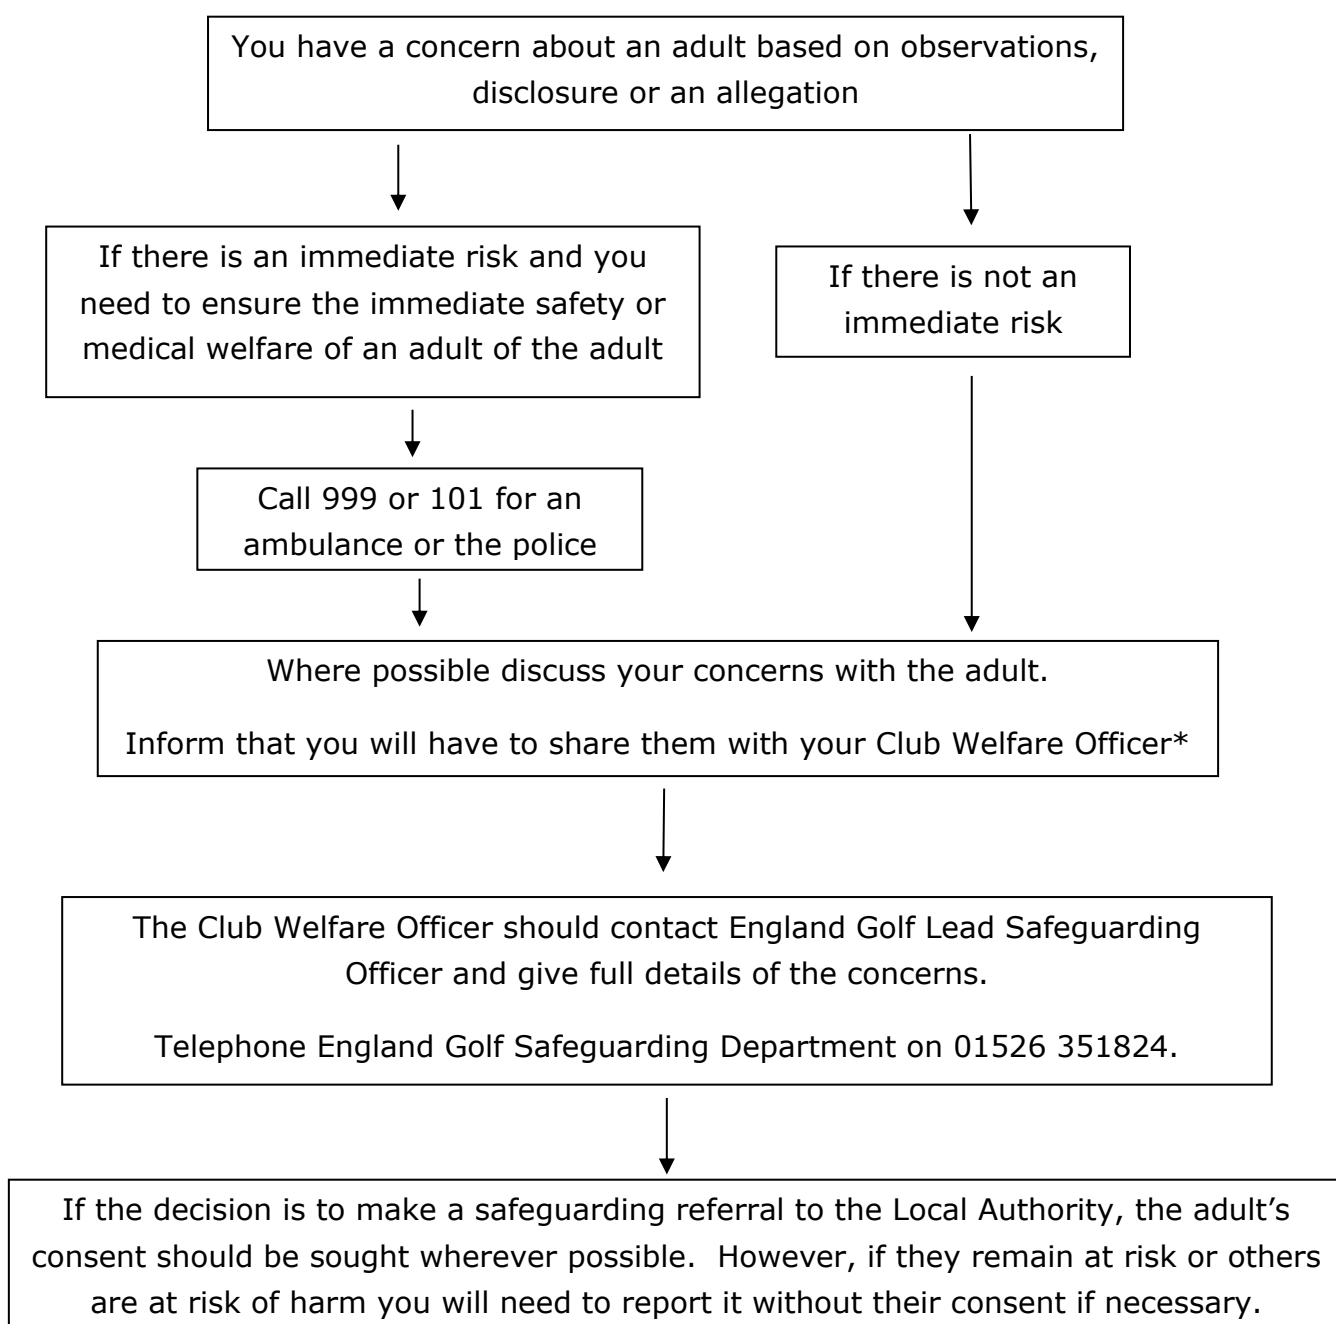 You have a concern about an adult based on observations,
disclosure or an allegation
If there is an immediate risk and you
need to ensure the immediate safety or
medical welfare of an adult of the adult
If there is not an
immediate risk
Call 999 or 101 for an
ambulance or the police
Where possible discuss your concerns with the adult.
Inform that you will have to share them with your Club Welfare Officer*
The Club Welfare Officer should contact England Golf Lead Safeguarding
Officer and give full details of the concerns.
Telephone England Golf Safeguarding Department on 01526 351824.
If the decision is to make a safeguarding referral to the Local Authority, the adult’s
consent should be sought wherever possible.  However, if they remain at risk or others
are at risk of harm you will need to report it without their consent if necessary.